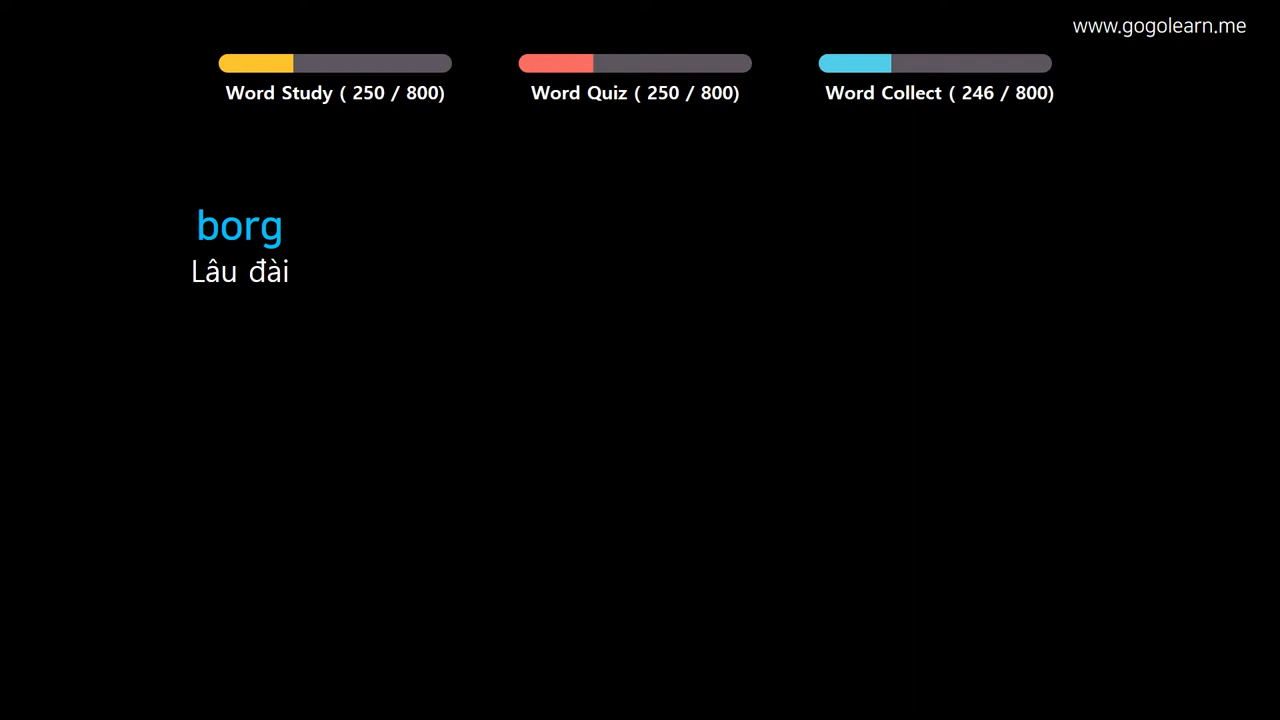 www.gogolearn.me
Word Study ( 250 / 800)
Word Quiz ( 250 / 800)
Word Collect ( 246 / 800)
borg
Lâu đài